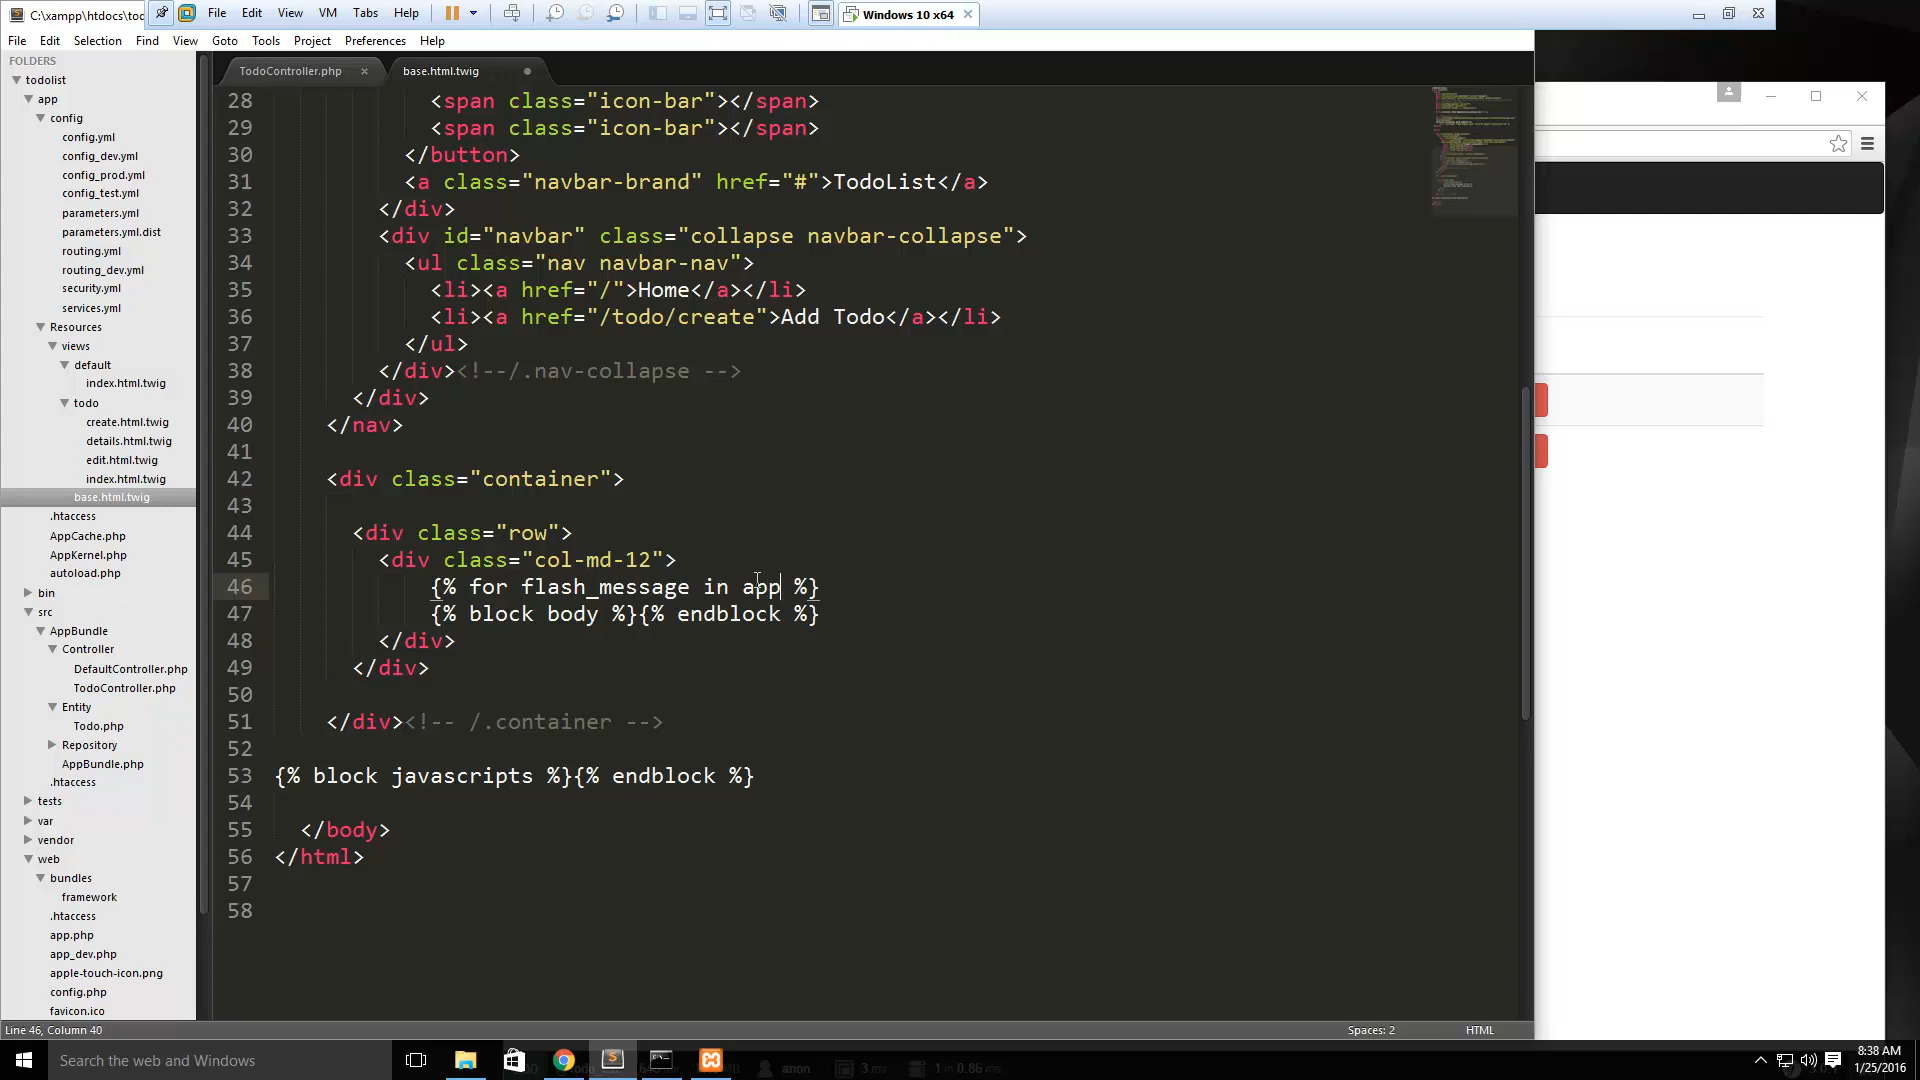 C:\xampp\htdocs\todo
File Edit View VM Tabs Help
Windows 10 x64
File Edit Selection Find View Goto Tools Project Preferences Help
FOLDERS
todolist
app
config
config.yml
config_dev.yml
config_prod.yml
config_test.yml
parameters.yml
parameters.yml.dist
routing.yml
routing_dev.yml
security.yml
services.yml
Resources
views
default
index.html.twig
todo
create.html.twig
details.html.twig
edit.html.twig
index.html.twig
base.html.twig
.htaccess
AppCache.php
AppKernel.php
autoload.php
bin
src
AppBundle
Controller
DefaultController.php
TodoController.php
Entity
Todo.php
Repository
AppBundle.php
.htaccess
tests
var
vendor
web
bundles
framework
.htaccess
app.php
app_dev.php
apple-touch-icon.png
config.php
favicon.ico
TodoController.php
base.html.twig
28 <span class="icon-bar"></span>
29 <span class="icon-bar"></span>
30 </button>
31 <a class="navbar-brand" href="#">TodoList</a>
32 </div>
33 <div id="navbar" class="collapse navbar-collapse">
34 <ul class="nav navbar-nav">
35 <li><a href="/">Home</a></li>
36 <li><a href="/todo/create">Add Todo</a></li>
37 </ul>
38 </div><!--/.nav-collapse -->
39 </div>
40 </nav>
41
42 <div class="container">
43
44 <div class="row">
45 <div class="col-md-12">
46 {% for flash_message in app %}
47 {% block body %}{% endblock %}
48 </div>
49 </div>
50
51 </div><!-- /.container -->
52
53 {% block javascripts %}{% endblock %}
54
55 </body>
56 </html>
57
58
Line 46, Column 40
Spaces: 2
HTML
Search the web and Windows
anon
3 ms
1 in 0.86 ms
8:38 AM
1/25/2016